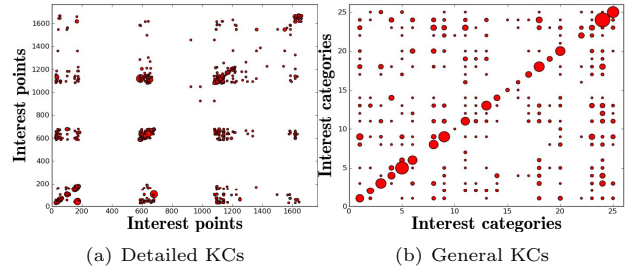 Interest points
1800
1600
1400
1200
1000
800
600
400
200
0
0 200 400 600 800 1000 1200 1400 1600
Interest points
(a) Detailed KCs
Interest categories
25
20
15
10
5
0
0 5 10 15 20 25
Interest categories
(b) General KCs